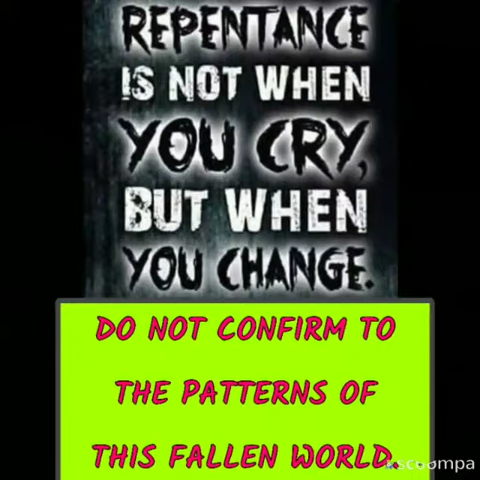 REPENTANCE
IS NOT WHEN
YOU CRY,
BUT WHEN
YOU CHANGE.
DO NOT CONFIRM TO
THE PATTERNS OF
THIS FALLEN WORLD.